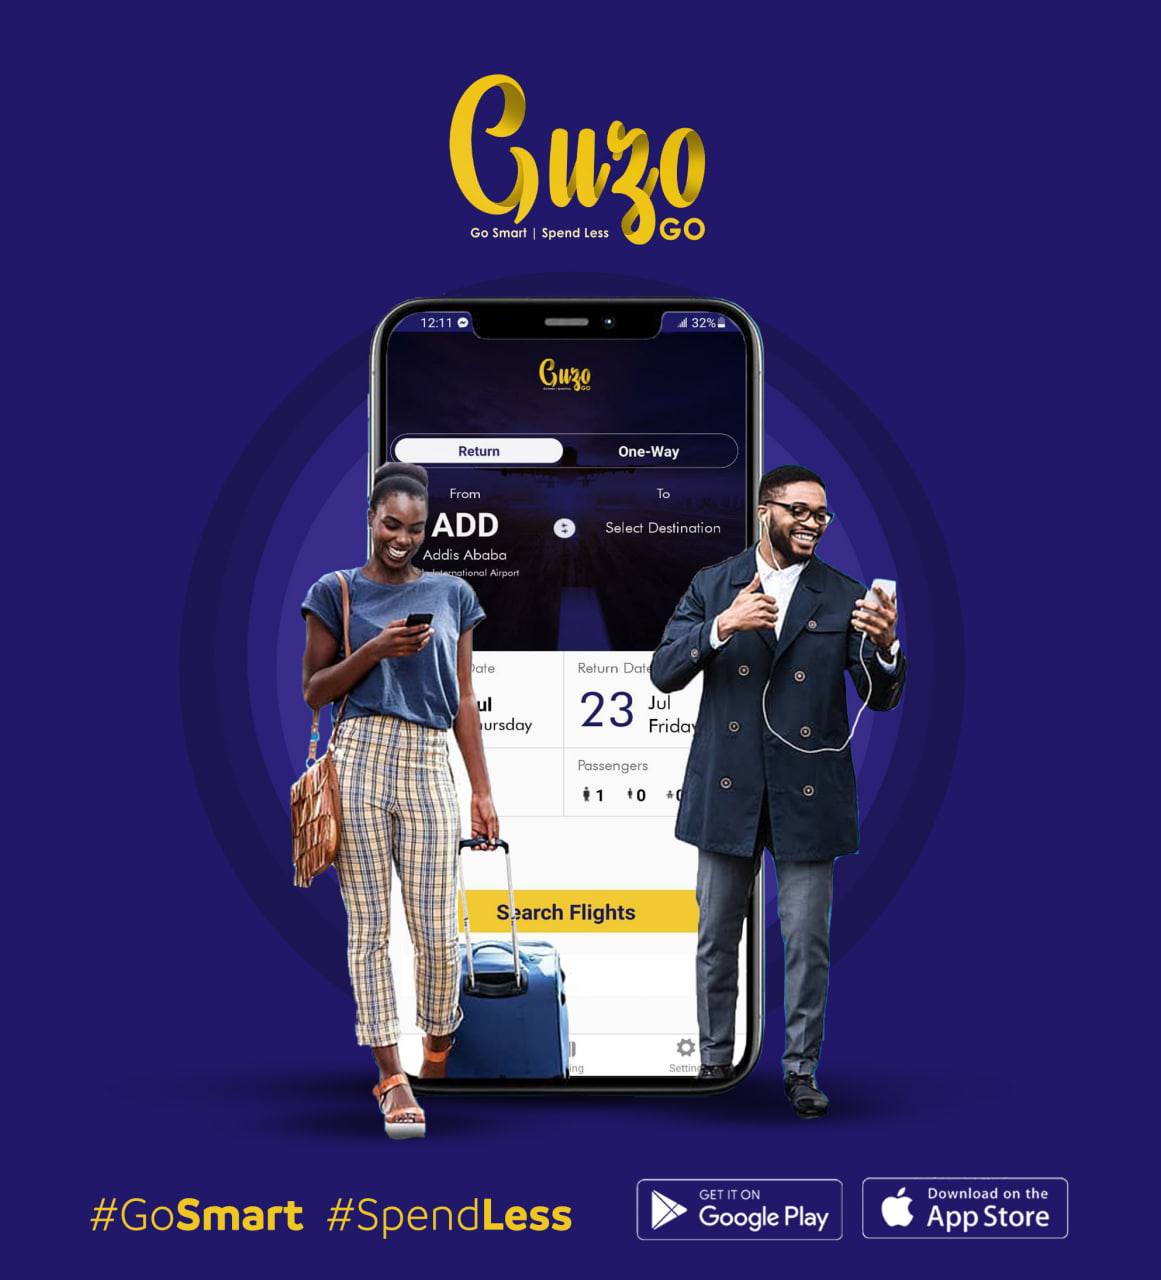 Guzo
GO
Go Smart | Spend Less
12:11
32%
Guzo
GO
Return
One-Way
From
To
ADD
Select Destination
Addis Ababa
International Airport
Return Date
23
Jul
Friday
Passengers
1
0
Search Flights
#GoSmart #SpendLess
GET IT ON
Google Play
Download on the
App Store